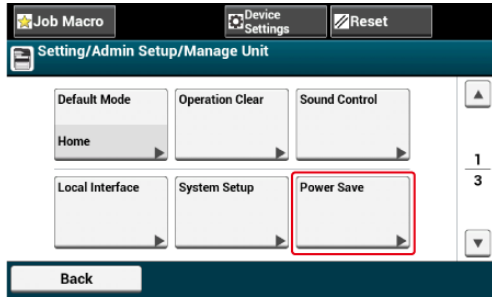 Job Macro
Device
Settings
Reset
Setting/Admin Setup/Manage Unit
Default Mode
Operation Clear
Sound Control
Home
1
3
Local Interface
System Setup
Power Save
Back